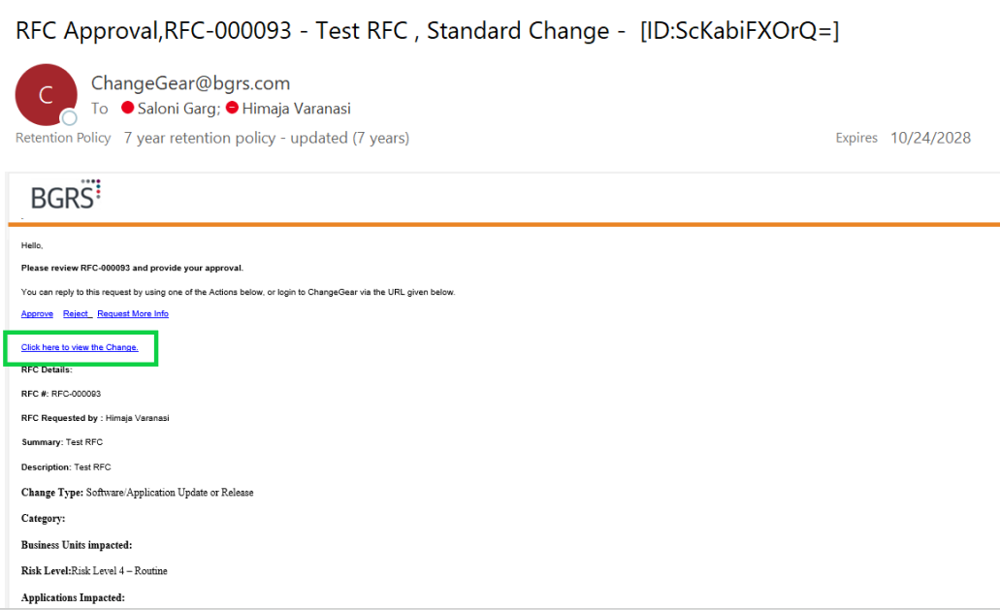 RFC Approval,RFC-000093 - Test RFC , Standard Change -  [ID:ScKabiFXOrQ=]
C
ChangeGear@bgrs.com
To Saloni Garg; Himaja Varanasi
Retention Policy 7 year retention policy - updated (7 years) Expires 10/24/2028
BGRS
Hello,
Please review RFC-000093 and provide your approval.
You can reply to this request by using one of the Actions below, or login to ChangeGear via the URL given below.
Approve Reject Request More Info
Click here to view the Change.
RFC Details:
RFC #: RFC-000093
RFC Requested by : Himaja Varanasi
Summary: Test RFC
Description: Test RFC
Change Type: Software/Application Update or Release
Category:
Business Units impacted:
Risk Level:Risk Level 4 – Routine
Applications Impacted: